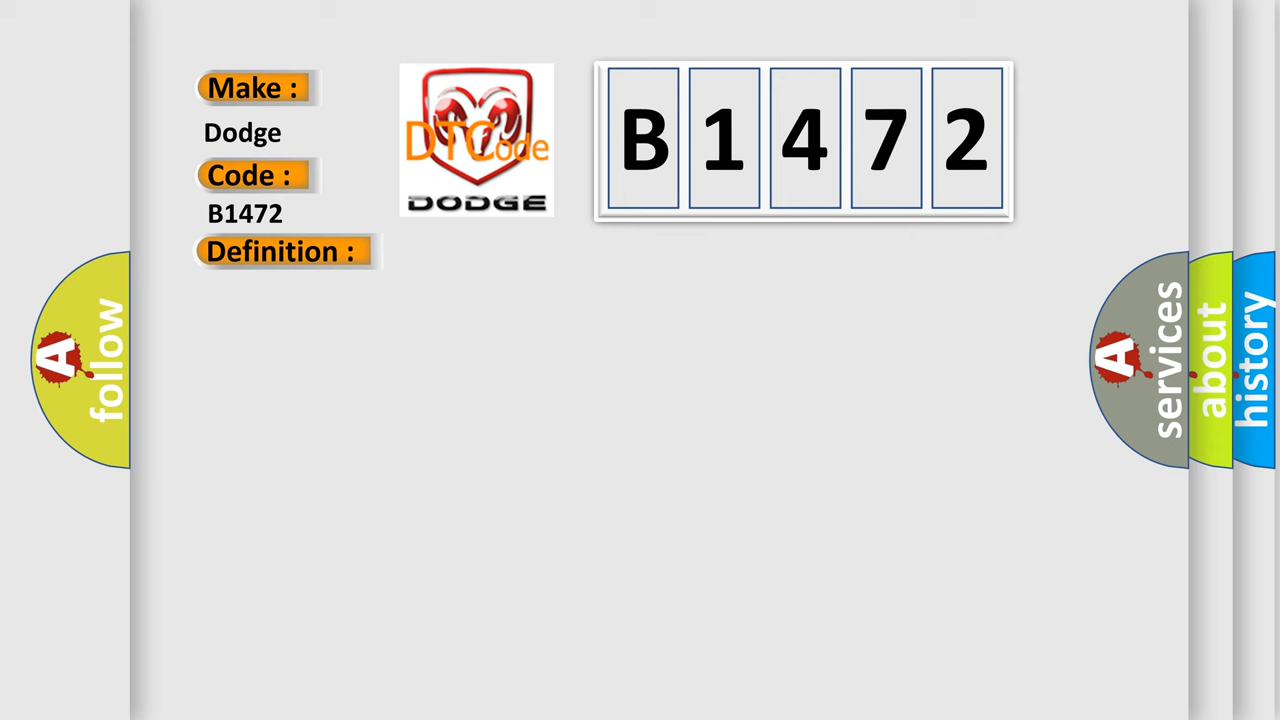 Make :
Dodge
Code :
B1472
Definition :
DTCode
DODGE
B 1 4 7 2
A follow
A services
about
history